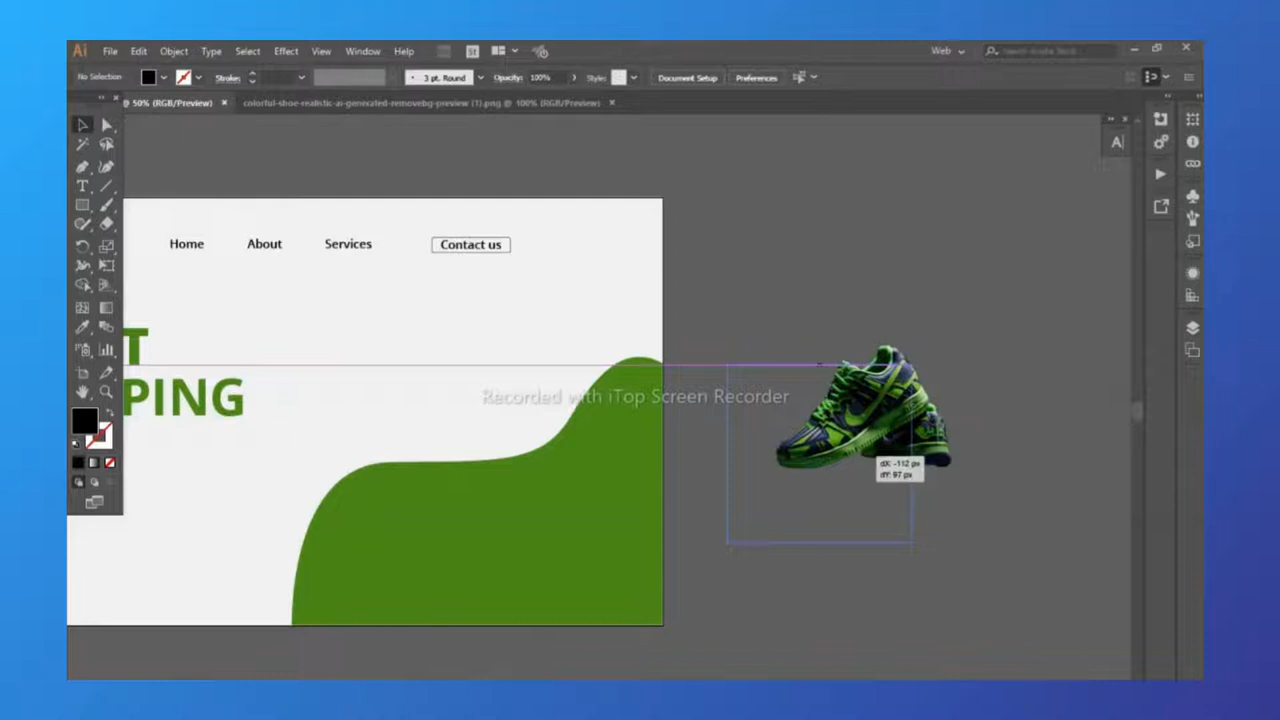 Ai File Edit Object Type Select Effect View Window Help St Web
No Selection Stroke: 3 pt. Round Opacity: 100% Style: Document Setup Preferences
@ 50% (RGB/Preview) × colorful-shoe-realistic-ai-generated-removebg-preview (1).png @ 100% (RGB/Preview) ×
A
Home About Services Contact us
T
PING
Recorded with iTop Screen Recorder
dX: -112 px
dY: 97 px